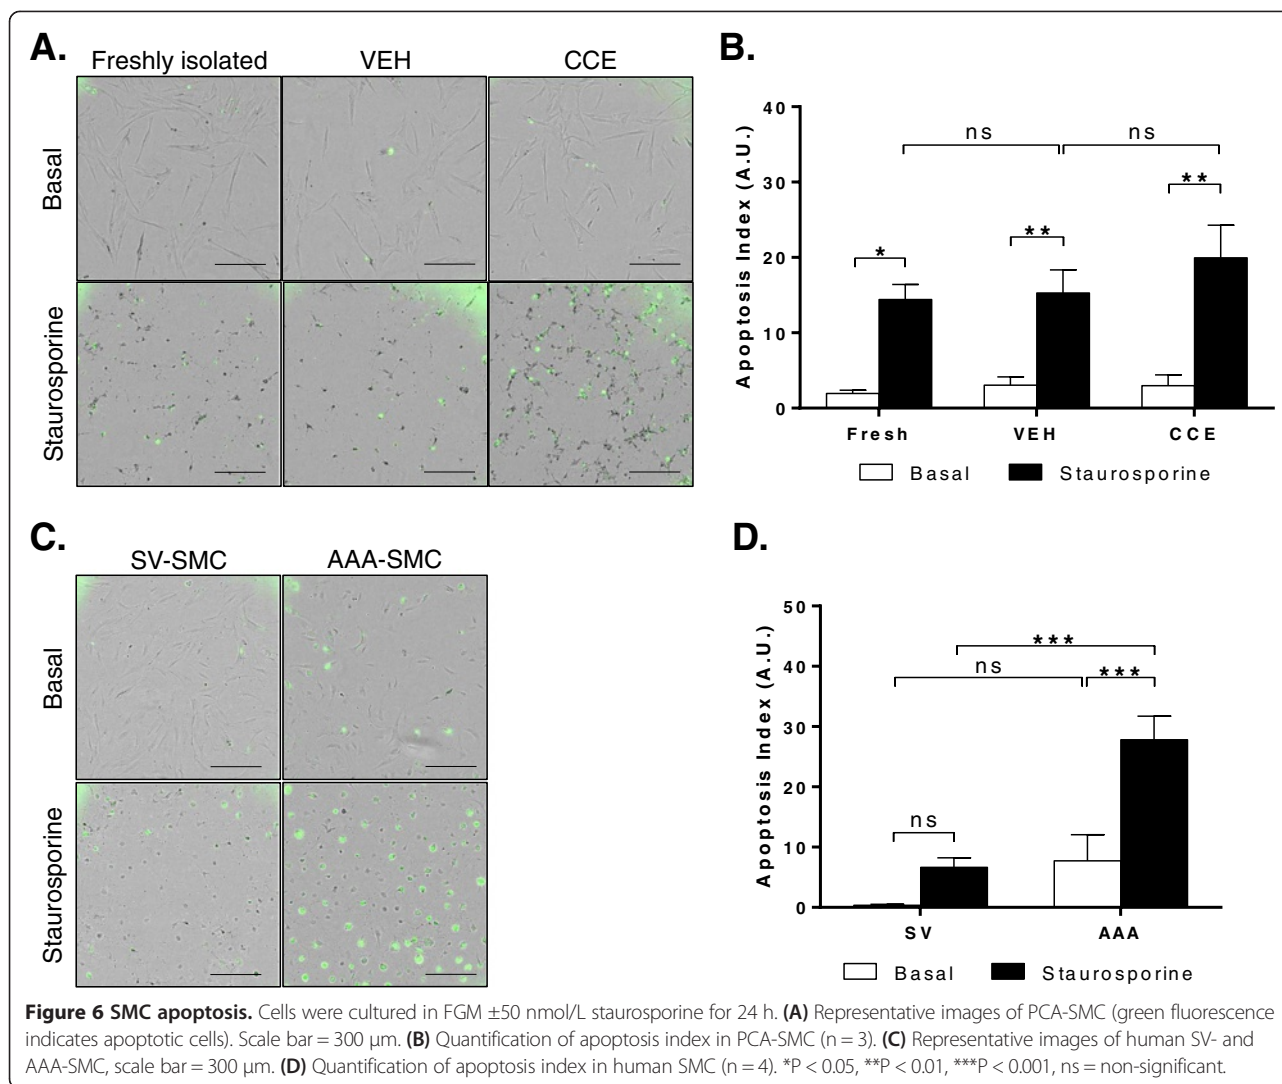 A.
Freshly isolated VEH CCE
Basal
Staurosporine
B.
Apoptosis Index (A.U.)
40
30
20
10
0
ns ns
* ** **
Fresh VEH CCE
Basal Staurosporine
C.
SV-SMC AAA-SMC
Basal
Staurosporine
D.
Apoptosis Index (A.U.)
50
40
30
20
10
0
***
ns ***
ns
SV AAA
Basal Staurosporine
Figure 6 SMC apoptosis. Cells were cultured in FGM ±50 nmol/L staurosporine for 24 h. (A) Representative images of PCA-SMC (green fluorescence
indicates apoptotic cells). Scale bar = 300 μm. (B) Quantification of apoptosis index in PCA-SMC (n = 3). (C) Representative images of human SV- and
AAA-SMC, scale bar = 300 μm. (D) Quantification of apoptosis index in human SMC (n = 4). *P < 0.05, **P < 0.01, ***P < 0.001, ns = non-significant.